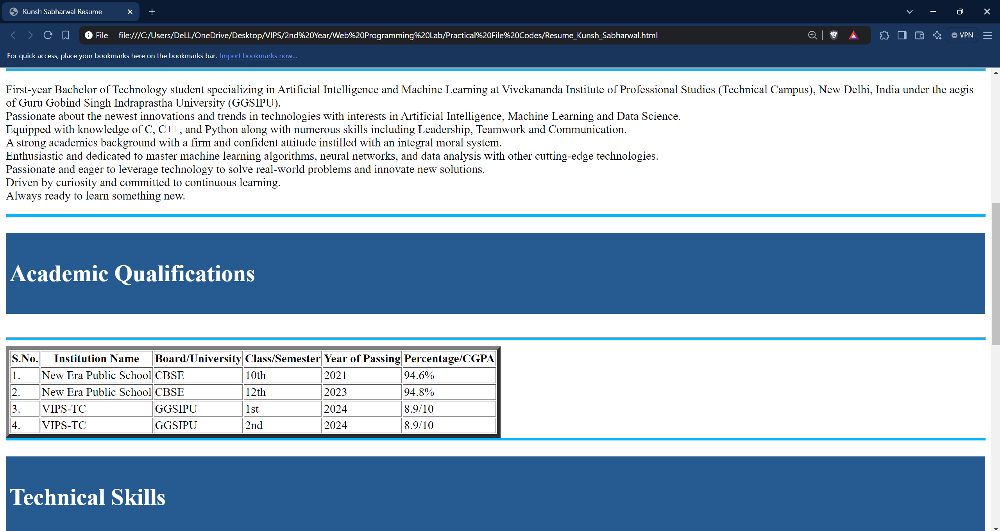 Kunsh Sabharwal Resume
File file:///C:/Users/DeLL/OneDrive/Desktop/VIPS/2nd%20Year/Web%20Programming%20Lab/Practical%20File%20Codes/Resume_Kunsh_Sabharwal.html
VPN
For quick access, place your bookmarks here on the bookmarks bar. Import bookmarks now...
First-year Bachelor of Technology student specializing in Artificial Intelligence and Machine Learning at Vivekananda Institute of Professional Studies (Technical Campus), New Delhi, India under the aegis
of Guru Gobind Singh Indraprastha University (GGSIPU).
Passionate about the newest innovations and trends in technologies with interests in Artificial Intelligence, Machine Learning and Data Science.
Equipped with knowledge of C, C++, and Python along with numerous skills including Leadership, Teamwork and Communication.
A strong academics background with a firm and confident attitude instilled with an integral moral system.
Enthusiastic and dedicated to master machine learning algorithms, neural networks, and data analysis with other cutting-edge technologies.
Passionate and eager to leverage technology to solve real-world problems and innovate new solutions.
Driven by curiosity and committed to continuous learning.
Always ready to learn something new.
Academic Qualifications
S.No. Institution Name Board/University Class/Semester Year of Passing Percentage/CGPA
1. New Era Public School CBSE 10th 2021 94.6%
2. New Era Public School CBSE 12th 2023 94.8%
3. VIPS-TC GGSIPU 1st 2024 8.9/10
4. VIPS-TC GGSIPU 2nd 2024 8.9/10
Technical Skills